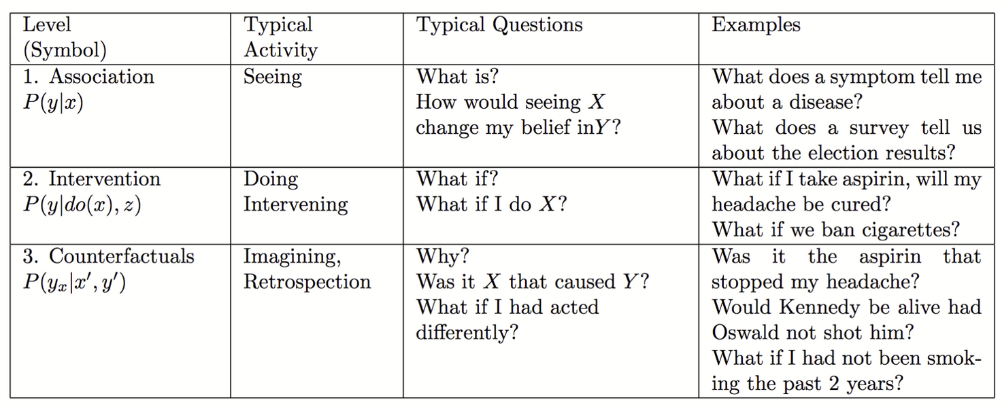 Level
(Symbol)
Typical
Activity
Typical Questions
Examples
1. Association
P(y|x)
Seeing
What is?
How would seeing X
change my belief inY?
What does a symptom tell me
about a disease?
What does a survey tell us
about the election results?
2. Intervention
P(y|do(x), z)
Doing
Intervening
What if?
What if I do X?
What if I take aspirin, will my
headache be cured?
What if we ban cigarettes?
3. Counterfactuals
P(yₓ|x′, y′)
Imagining,
Retrospection
Why?
Was it X that caused Y?
What if I had acted
differently?
Was it the aspirin that
stopped my headache?
Would Kennedy be alive had
Oswald not shot him?
What if I had not been smok-
ing the past 2 years?